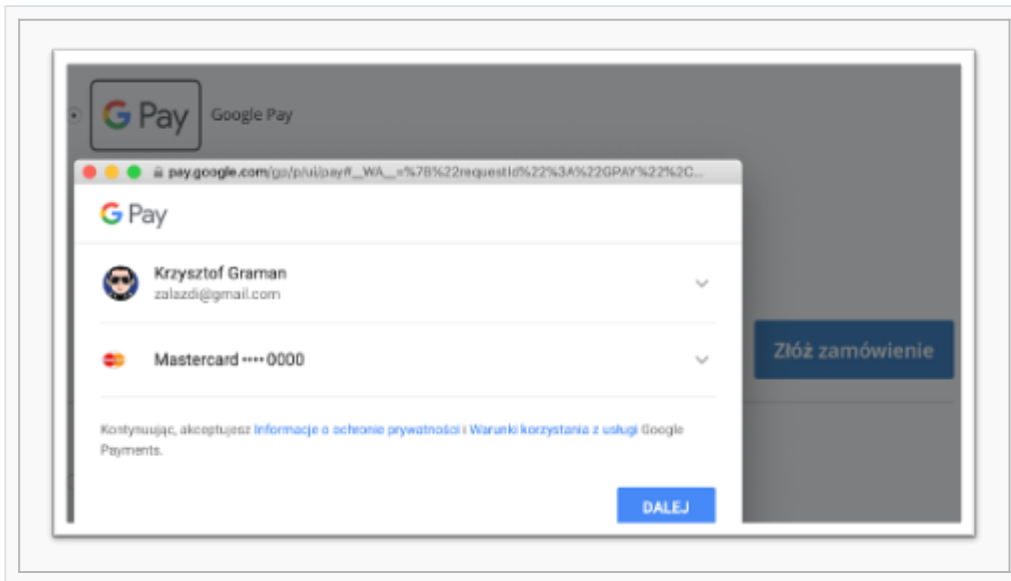 G Pay Google Pay
pay.google.com/gp/p/ui/pay#__WA__=%7B%22requestId%22%3A%22GPAY%22%2C...
G Pay
Krzysztof Graman
zalazdi@gmail.com
Mastercard •••• 0000
Złóż zamówienie
Kontynuując, akceptujesz Informacje o ochronie prywatności i Warunki korzystania z usługi Google
Payments.
DALEJ